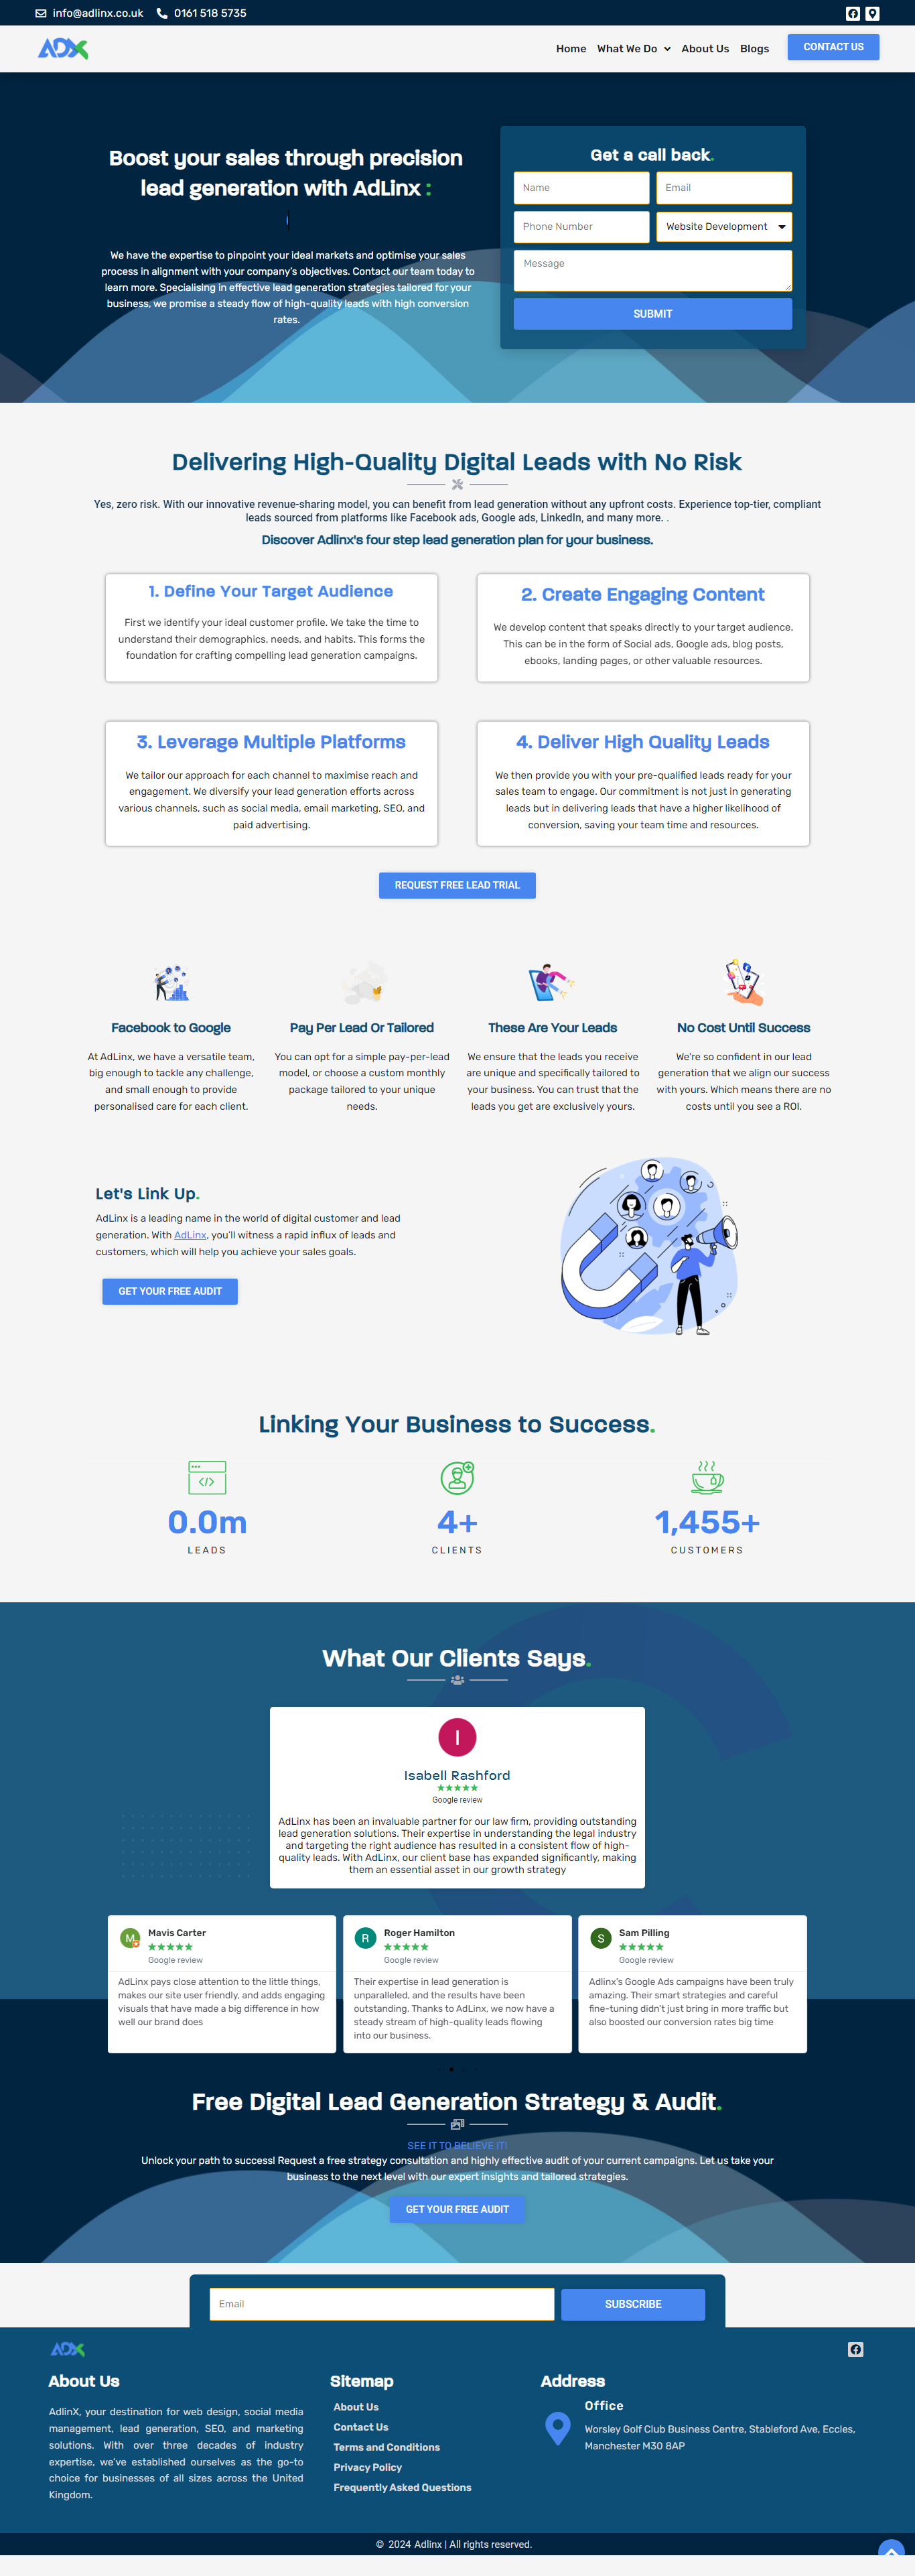 info@adlinx.co.uk 0161 518 5735
ADX Home What We Do About Us Blogs CONTACT US
Boost your sales through precision
lead generation with AdLinx :
We have the expertise to pinpoint your ideal markets and optimise your sales
process in alignment with your company's objectives. Contact our team today to
learn more. Specialising in effective lead generation strategies tailored for your
business, we promise a steady flow of high-quality leads with high conversion
rates.
Get a call back.
Name Email
Phone Number Website Development
Message
SUBMIT
Delivering High-Quality Digital Leads with No Risk
Yes, zero risk. With our innovative revenue-sharing model, you can benefit from lead generation without any upfront costs. Experience top-tier, compliant
leads sourced from platforms like Facebook ads, Google ads, LinkedIn, and many more. .
Discover Adlinx's four step lead generation plan for your business.
1. Define Your Target Audience
First we identify your ideal customer profile. We take the time to
understand their demographics, needs, and habits. This forms the
foundation for crafting compelling lead generation campaigns.
2. Create Engaging Content
We develop content that speaks directly to your target audience.
This can be in the form of Social ads, Google ads, blog posts,
ebooks, landing pages, or other valuable resources.
3. Leverage Multiple Platforms
We tailor our approach for each channel to maximise reach and
engagement. We diversify your lead generation efforts across
various channels, such as social media, email marketing, SEO, and
paid advertising.
4. Deliver High Quality Leads
We then provide you with your pre-qualified leads ready for your
sales team to engage. Our commitment is not just in generating
leads but in delivering leads that have a higher likelihood of
conversion, saving your team time and resources.
REQUEST FREE LEAD TRIAL
Facebook to Google
At AdLinx, we have a versatile team,
big enough to tackle any challenge,
and small enough to provide
personalised care for each client.
Pay Per Lead Or Tailored
You can opt for a simple pay-per-lead
model, or choose a custom monthly
package tailored to your unique
needs.
These Are Your Leads
We ensure that the leads you receive
are unique and specifically tailored to
your business. You can trust that the
leads you get are exclusively yours.
No Cost Until Success
We're so confident in our lead
generation that we align our success
with yours. Which means there are no
costs until you see a ROI.
Let's Link Up.
AdLinx is a leading name in the world of digital customer and lead
generation. With AdLinx, you'll witness a rapid influx of leads and
customers, which will help you achieve your sales goals.
GET YOUR FREE AUDIT
Linking Your Business to Success.
0.0m 4+ 1,455+
LEADS CLIENTS CUSTOMERS
What Our Clients Says.
I
Isabell Rashford
Google review
AdLinx has been an invaluable partner for our law firm, providing outstanding
lead generation solutions. Their expertise in understanding the legal industry
and targeting the right audience has resulted in a consistent flow of high-
quality leads. With AdLinx, our client base has expanded significantly, making
them an essential asset in our growth strategy
M Mavis Carter
Google review
AdLinx pays close attention to the little things,
makes our site user friendly, and adds engaging
visuals that have made a big difference in how
well our brand does
R Roger Hamilton
Google review
Their expertise in lead generation is
unparalleled, and the results have been
outstanding. Thanks to AdLinx, we now have a
steady stream of high-quality leads flowing
into our business.
S Sam Pilling
Google review
Adlinx's Google Ads campaigns have been truly
amazing. Their smart strategies and careful
fine-tuning didn't just bring in more traffic but
also boosted our conversion rates big time
Free Digital Lead Generation Strategy & Audit.
SEE IT TO BELIEVE IT!
Unlock your path to success! Request a free strategy consultation and highly effective audit of your current campaigns. Let us take your
business to the next level with our expert insights and tailored strategies.
GET YOUR FREE AUDIT
Email SUBSCRIBE
ADX
About Us
AdlinX, your destination for web design, social media
management, lead generation, SEO, and marketing
solutions. With over three decades of industry
expertise, we've established ourselves as the go-to
choice for businesses of all sizes across the United
Kingdom.
Sitemap
About Us
Contact Us
Terms and Conditions
Privacy Policy
Frequently Asked Questions
Address
Office
Worsley Golf Club Business Centre, Stableford Ave, Eccles,
Manchester M30 8AP
© 2024 Adlinx | All rights reserved.